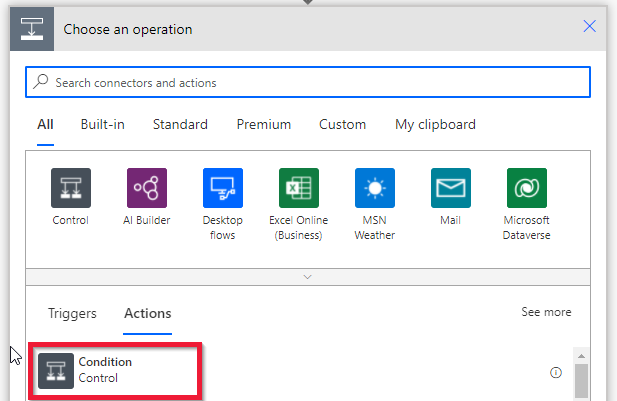 Choose an operation
Search connectors and actions
All Built-in Standard Premium Custom My clipboard
Control AI Builder Desktop flows Excel Online (Business) MSN Weather Mail Microsoft Dataverse
Triggers Actions See more
Condition
Control